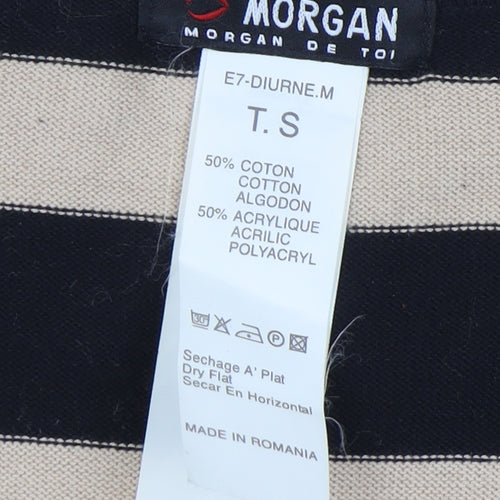 MORGAN
MORGAN DE TOI
E7-DIURNE.M
T. S
50% COTON
COTTON
ALGODON
50% ACRYLIQUE
ACRILIC
POLYACRYL
30°
P
Sechage A' Plat
Dry Flat
Secar En Horizontal
MADE IN ROMANIA